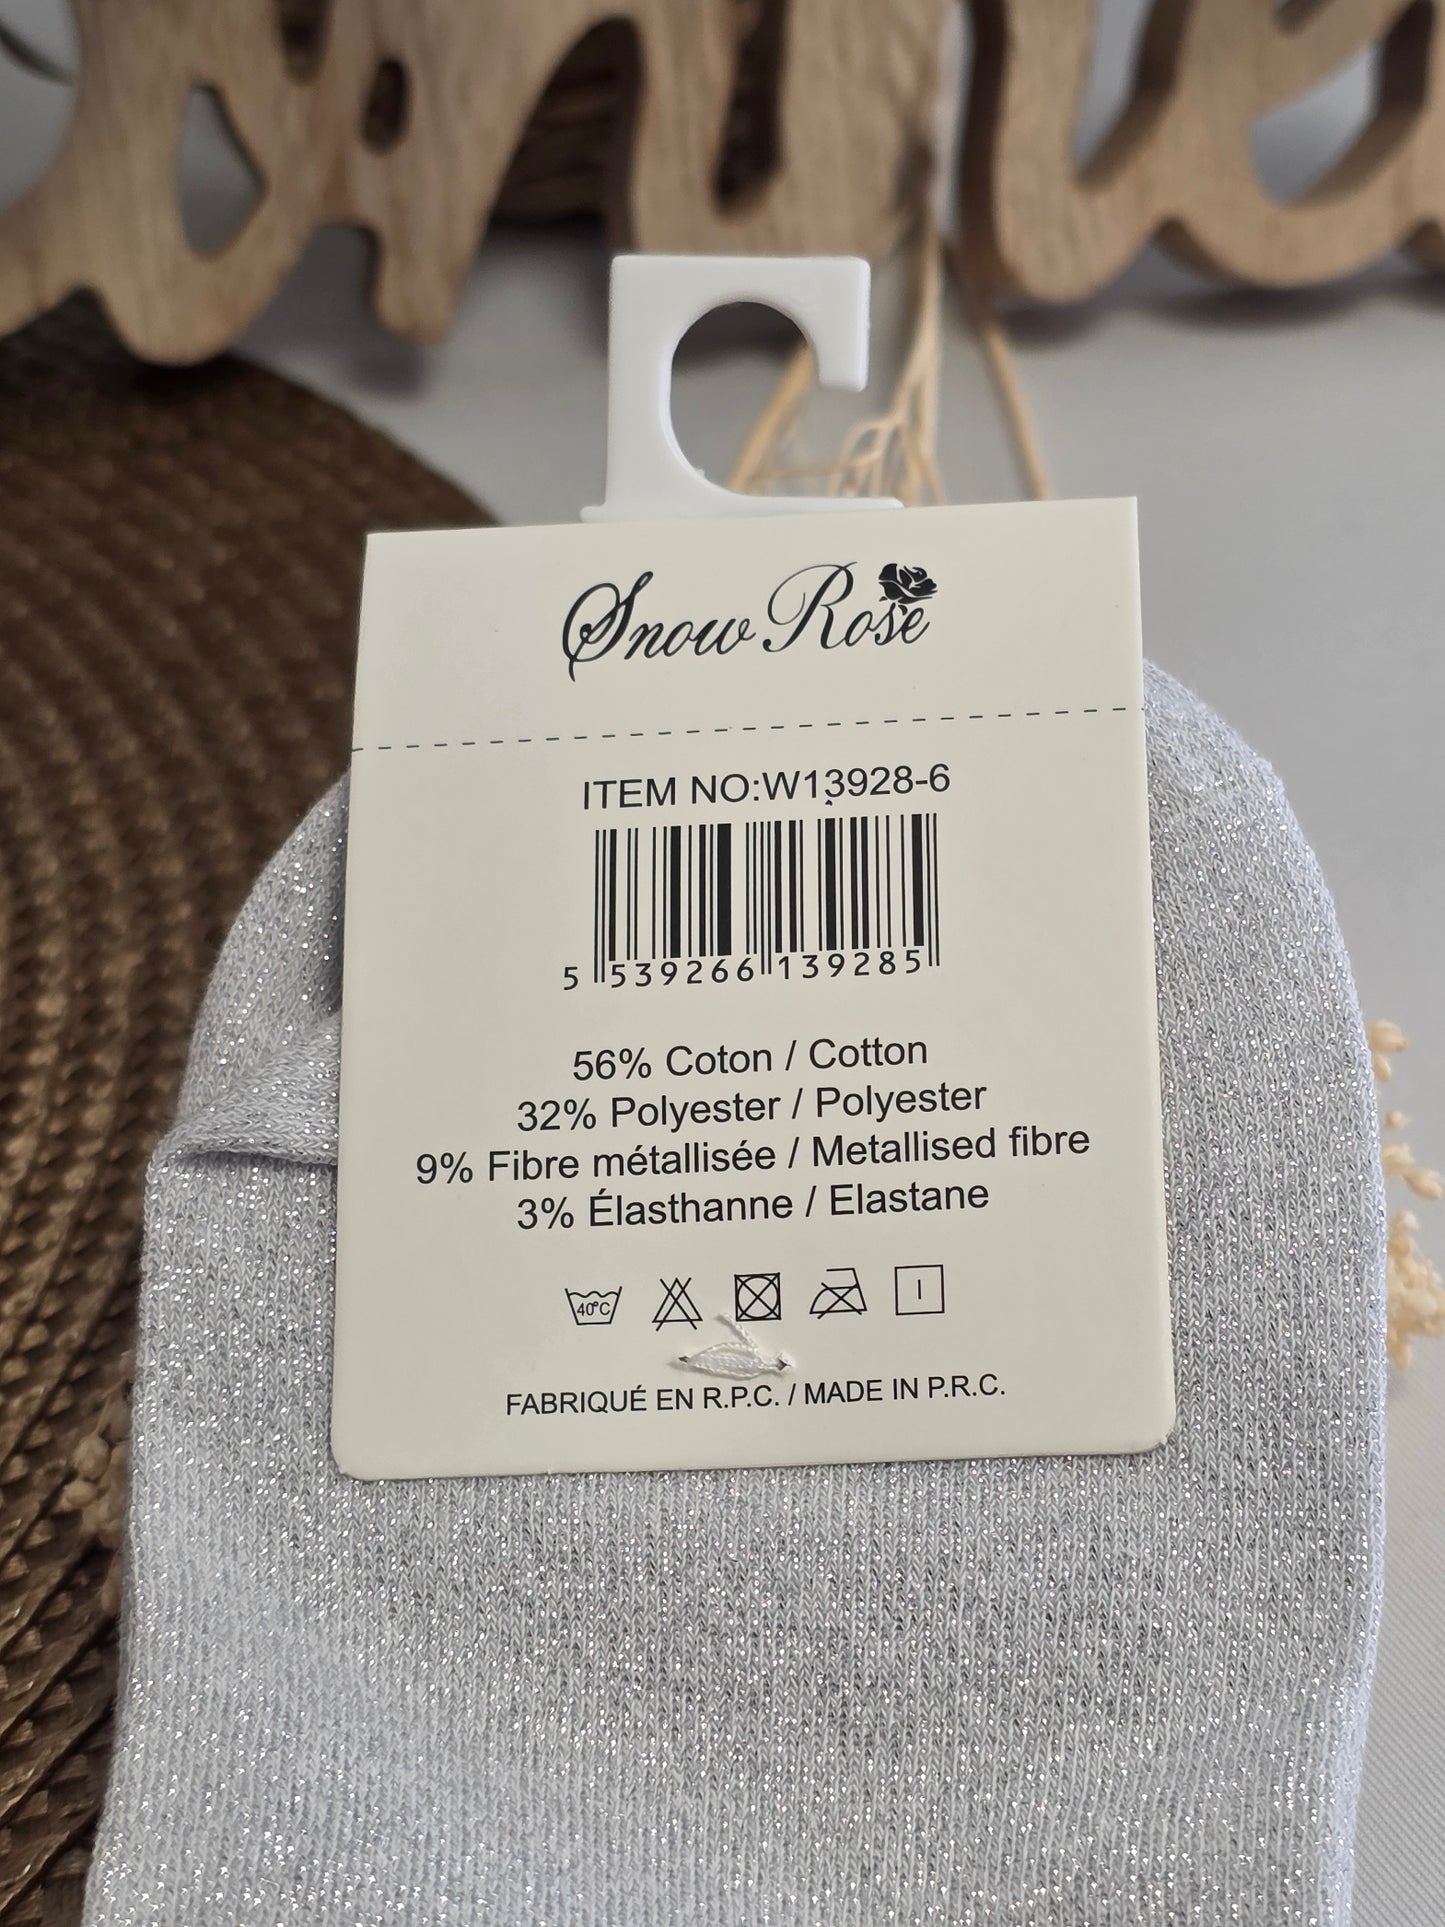 Snow Rose
ITEM NO:W13928-6
5 539266 139285
56% Coton / Cotton
32% Polyester / Polyester
9% Fibre métallisée / Metallised fibre
3% Élasthanne / Elastane
40°C
FABRIQUÉ EN R.P.C. / MADE IN P.R.C.